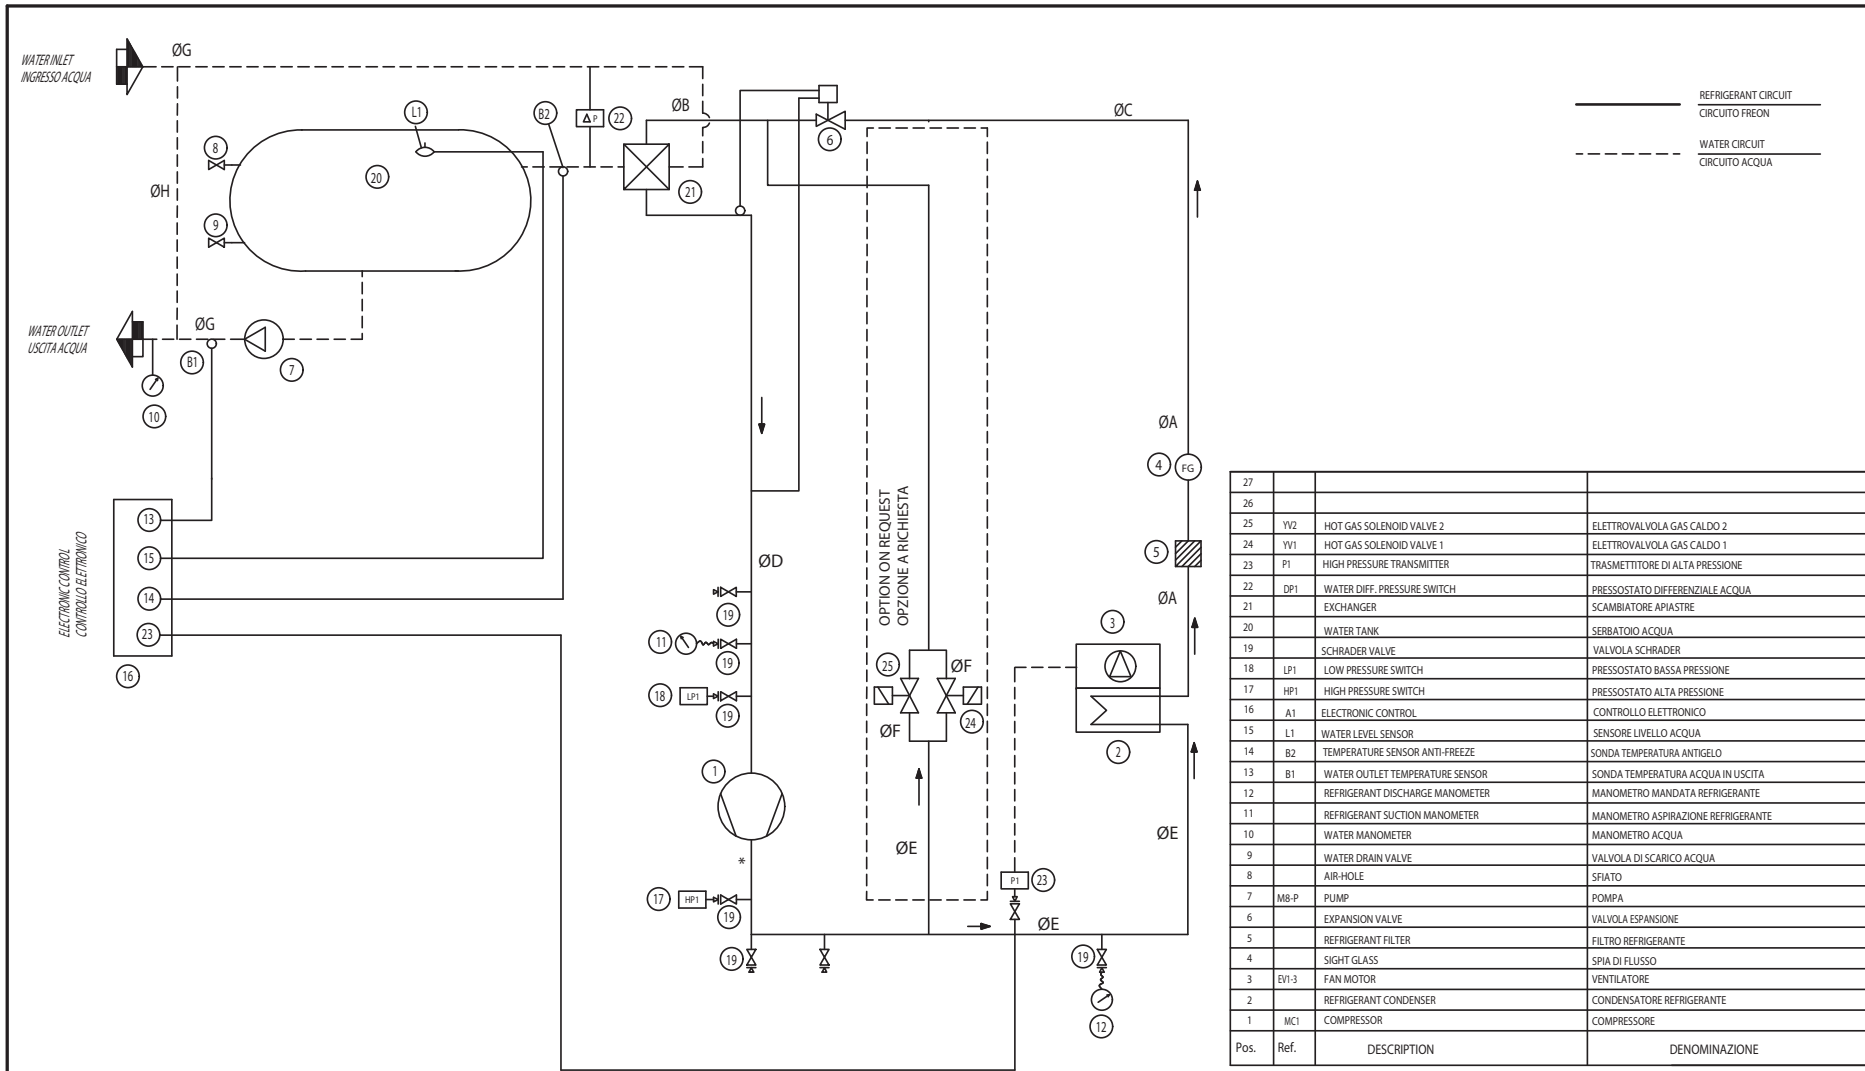 WATER INLET
INGRESSO ACQUA
ØG
L1
B2
Δ P
22
ØB
ØC
6
REFRIGERANT CIRCUIT
CIRCUITO FREON
WATER CIRCUIT
CIRCUITO ACQUA
8
20
21
ØH
9
WATER OUTLET
USCITA ACQUA
ØG
B1
7
10
ØA
4
FG
5
ØA
ELECTRONIC CONTROL
CONTROLLO ELETTRONICO
13
15
14
23
16
OPTION ON REQUEST
OPZIONE A RICHIESTA
ØD
19
11
19
18
LP1
19
1
*
17
HP1
19
19
25
ØF
ØF
24
ØE
3
2
P1
23
ØE
ØE
19
12
27
26
25 YV2 HOT GAS SOLENOID VALVE 2 ELETTROVALVOLA GAS CALDO 2
24 YV1 HOT GAS SOLENOID VALVE 1 ELETTROVALVOLA GAS CALDO 1
23 P1 HIGH PRESSURE TRANSMITTER TRASMETTITORE DI ALTA PRESSIONE
22 DP1 WATER DIFF. PRESSURE SWITCH PRESSOSTATO DIFFERENZIALE ACQUA
21 EXCHANGER SCAMBIATORE APIASTRE
20 WATER TANK SERBATOIO ACQUA
19 SCHRADER VALVE VALVOLA SCHRADER
18 LP1 LOW PRESSURE SWITCH PRESSOSTATO BASSA PRESSIONE
17 HP1 HIGH PRESSURE SWITCH PRESSOSTATO ALTA PRESSIONE
16 A1 ELECTRONIC CONTROL CONTROLLO ELETTRONICO
15 L1 WATER LEVEL SENSOR SENSORE LIVELLO ACQUA
14 B2 TEMPERATURE SENSOR ANTI-FREEZE SONDA TEMPERATURA ANTIGELO
13 B1 WATER OUTLET TEMPERATURE SENSOR SONDA TEMPERATURA ACQUA IN USCITA
12 REFRIGERANT DISCHARGE MANOMETER MANOMETRO MANDATA REFRIGERANTE
11 REFRIGERANT SUCTION MANOMETER MANOMETRO ASPIRAZIONE REFRIGERANTE
10 WATER MANOMETER MANOMETRO ACQUA
9 WATER DRAIN VALVE VALVOLA DI SCARICO ACQUA
8 AIR-HOLE SFIATO
7 M8-P PUMP POMPA
6 EXPANSION VALVE VALVOLA ESPANSIONE
5 REFRIGERANT FILTER FILTRO REFRIGERANTE
4 SIGHT GLASS SPIA DI FLUSSO
3 EV1-3 FAN MOTOR VENTILATORE
2 REFRIGERANT CONDENSER CONDENSATORE REFRIGERANTE
1 MC1 COMPRESSOR COMPRESSORE
Pos. Ref. DESCRIPTION DENOMINAZIONE